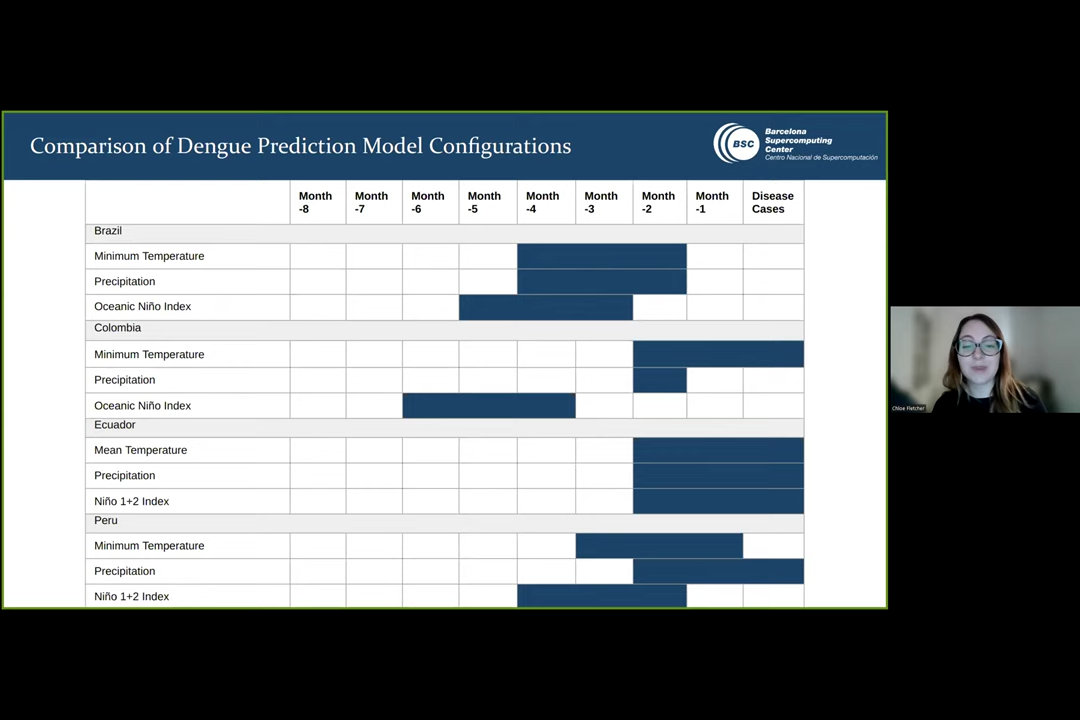 Comparison of Dengue Prediction Model Configurations
BSC
Barcelona
Supercomputing
Center
Centro Nacional de Supercomputación
Month -8 Month -7 Month -6 Month -5 Month -4 Month -3 Month -2 Month -1 Disease Cases
Brazil
Minimum Temperature
Precipitation
Oceanic Niño Index
Colombia
Minimum Temperature
Precipitation
Oceanic Niño Index
Ecuador
Mean Temperature
Precipitation
Niño 1+2 Index
Peru
Minimum Temperature
Precipitation
Niño 1+2 Index
Chloe Fletcher